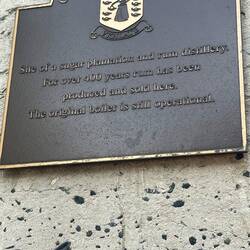 Site of a sugar plantation and rum distillery.
For over 400 years rum has been
produced and sold here.
The original boiler is still operational.